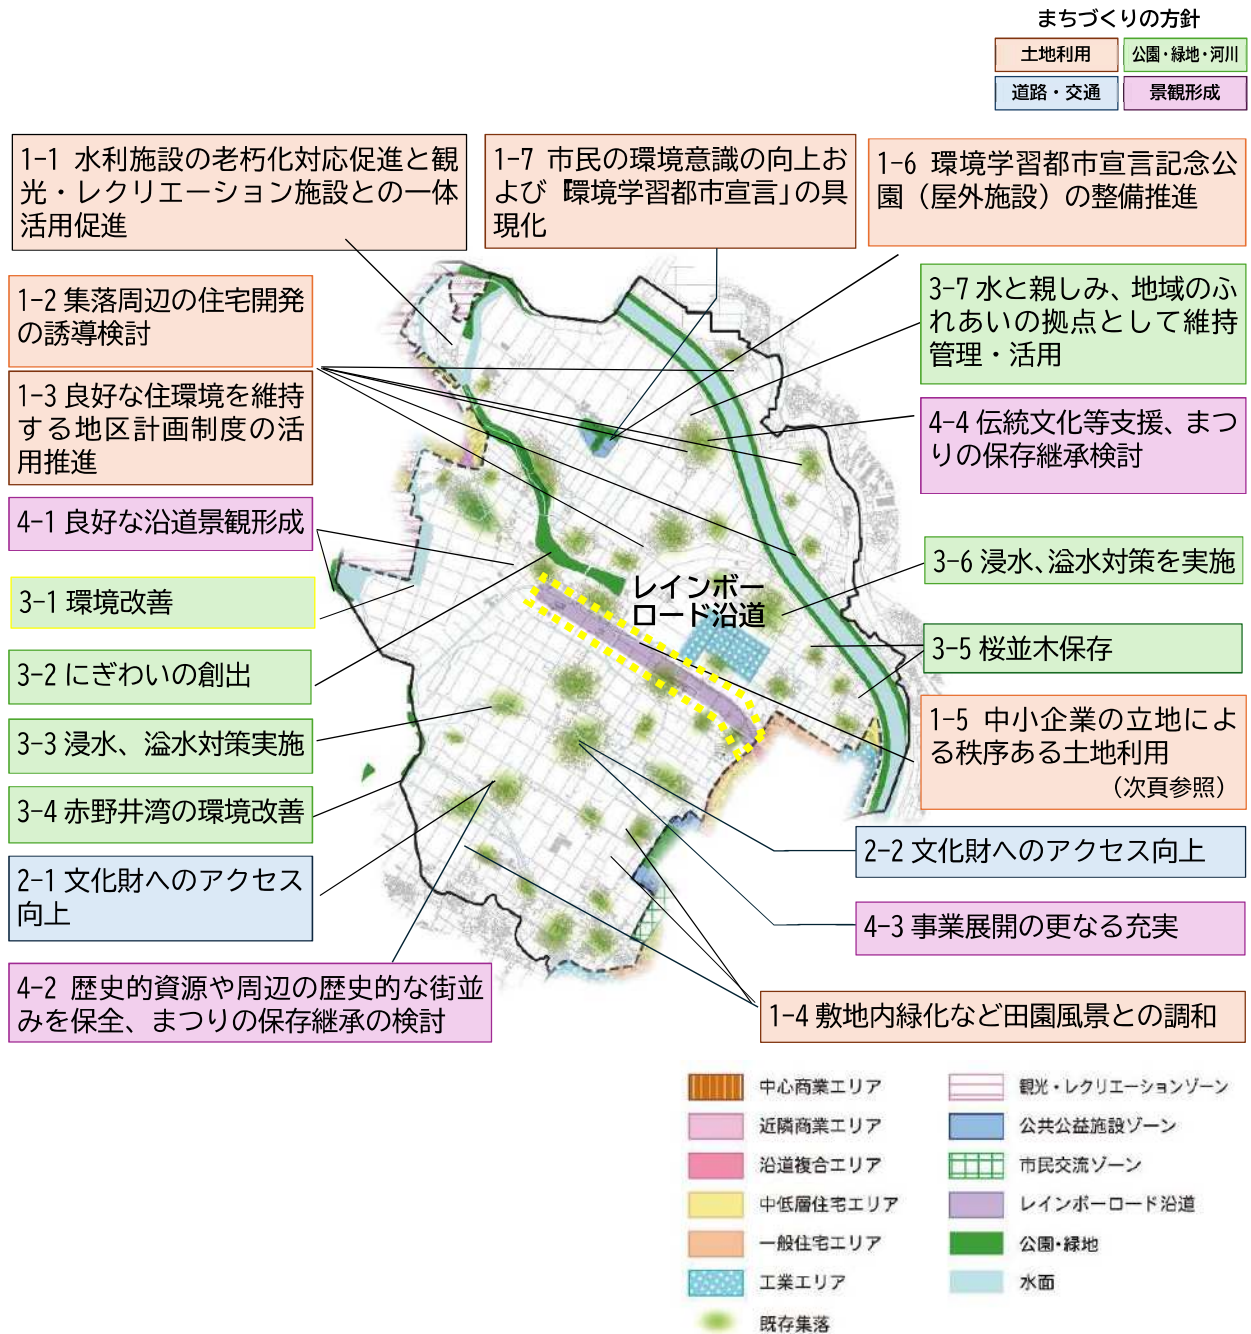 まちづくりの方針
土地利用
公園・緑地・河川
道路・交通
景観形成
1-1 水利施設の老朽化対応促進と観
光・レクリエーション施設との一体
活用促進
1-7 市民の環境意識の向上お
よび「環境学習都市宣言」の具
現化
1-6 環境学習都市宣言記念公
園（屋外施設）の整備推進
1-2 集落周辺の住宅開発
の誘導検討
3-7 水と親しみ、地域のふ
れあいの拠点として維持
管理・活用
1-3 良好な住環境を維持
する地区計画制度の活
用推進
4-4 伝統文化等支援、まつ
りの保存継承検討
4-1 良好な沿道景観形成
3-6 浸水、溢水対策を実施
3-1 環境改善
レインボー
ロード沿道
3-2 にぎわいの創出
3-5 桜並木保存
3-3 浸水、溢水対策実施
1-5 中小企業の立地によ
る秩序ある土地利用
（次頁参照）
3-4 赤野井湾の環境改善
2-1 文化財へのアクセス
向上
2-2 文化財へのアクセス向上
4-3 事業展開の更なる充実
4-2 歴史的資源や周辺の歴史的な街並
みを保全、まつりの保存継承の検討
1-4 敷地内緑化など田園風景との調和
中心商業エリア
近隣商業エリア
沿道複合エリア
中低層住宅エリア
一般住宅エリア
工業エリア
既存集落
観光・レクリエーションゾーン
公共公益施設ゾーン
市民交流ゾーン
レインボーロード沿道
公園・緑地
水面